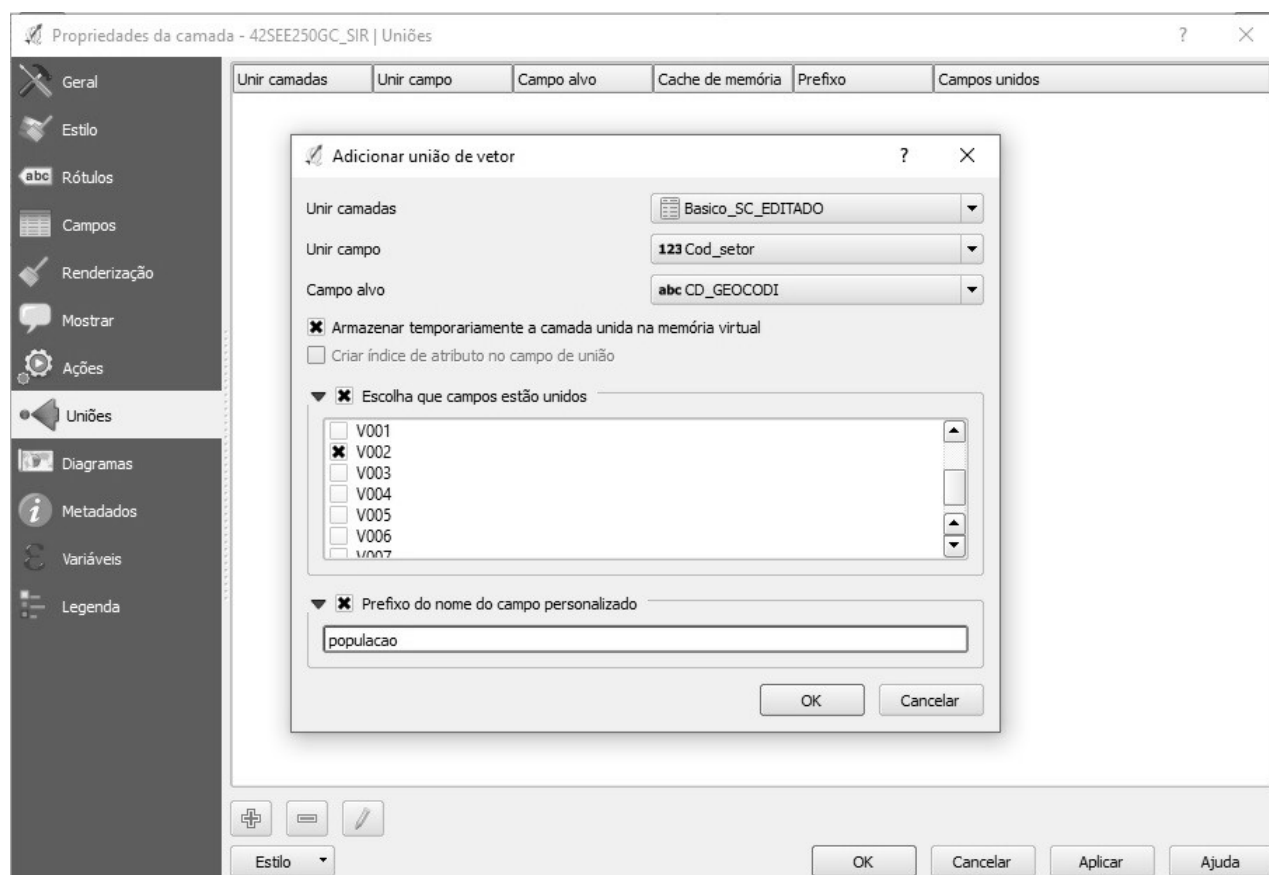 Propriedades da camada - 42SEE250GC_SIR | Uniões
?
Geral
Estilo
abc Rótulos
Campos
Renderização
Mostrar
Ações
Uniões
Diagramas
Metadados
Variáveis
Legenda
Unir camadas Unir campo Campo alvo Cache de memória Prefixo Campos unidos
Adicionar união de vetor ?
Unir camadas Basico_SC_EDITADO
Unir campo 123 Cod_setor
Campo alvo abc CD_GEOCODI
Armazenar temporariamente a camada unida na memória virtual
Criar índice de atributo no campo de união
Escolha que campos estão unidos
V001
V002
V003
V004
V005
V006
V007
Prefixo do nome do campo personalizado
populacao
OK Cancelar
Estilo OK Cancelar Aplicar Ajuda